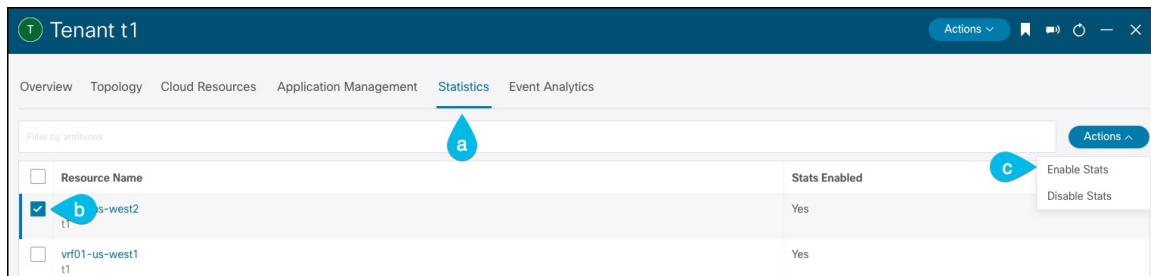 T Tenant t1
Actions
Overview Topology Cloud Resources Application Management Statistics Event Analytics
a
Filter by attributes
Actions
c
Enable Stats
Disable Stats
Resource Name Stats Enabled
b
s-west2 Yes
t1
vrf01-us-west1 Yes
t1